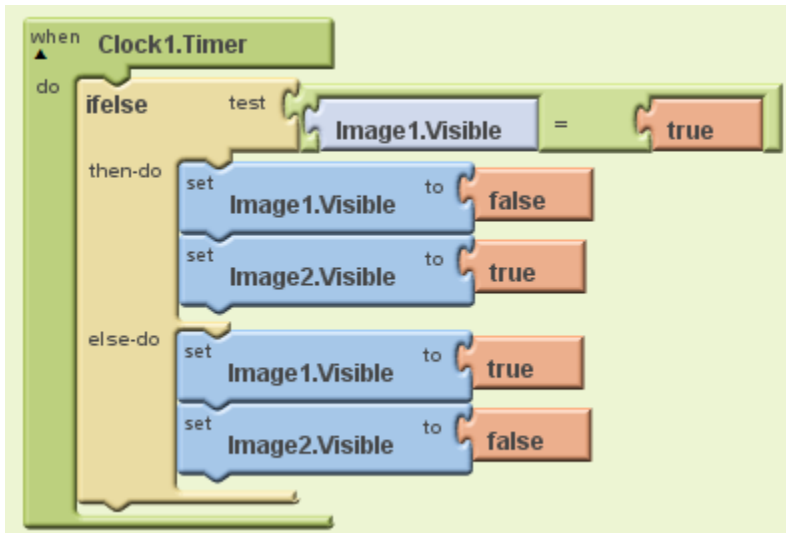 when Clock1.Timer
do ifelse test Image1.Visible = true
then-do set Image1.Visible to false
set Image2.Visible to true
else-do set Image1.Visible to true
set Image2.Visible to false